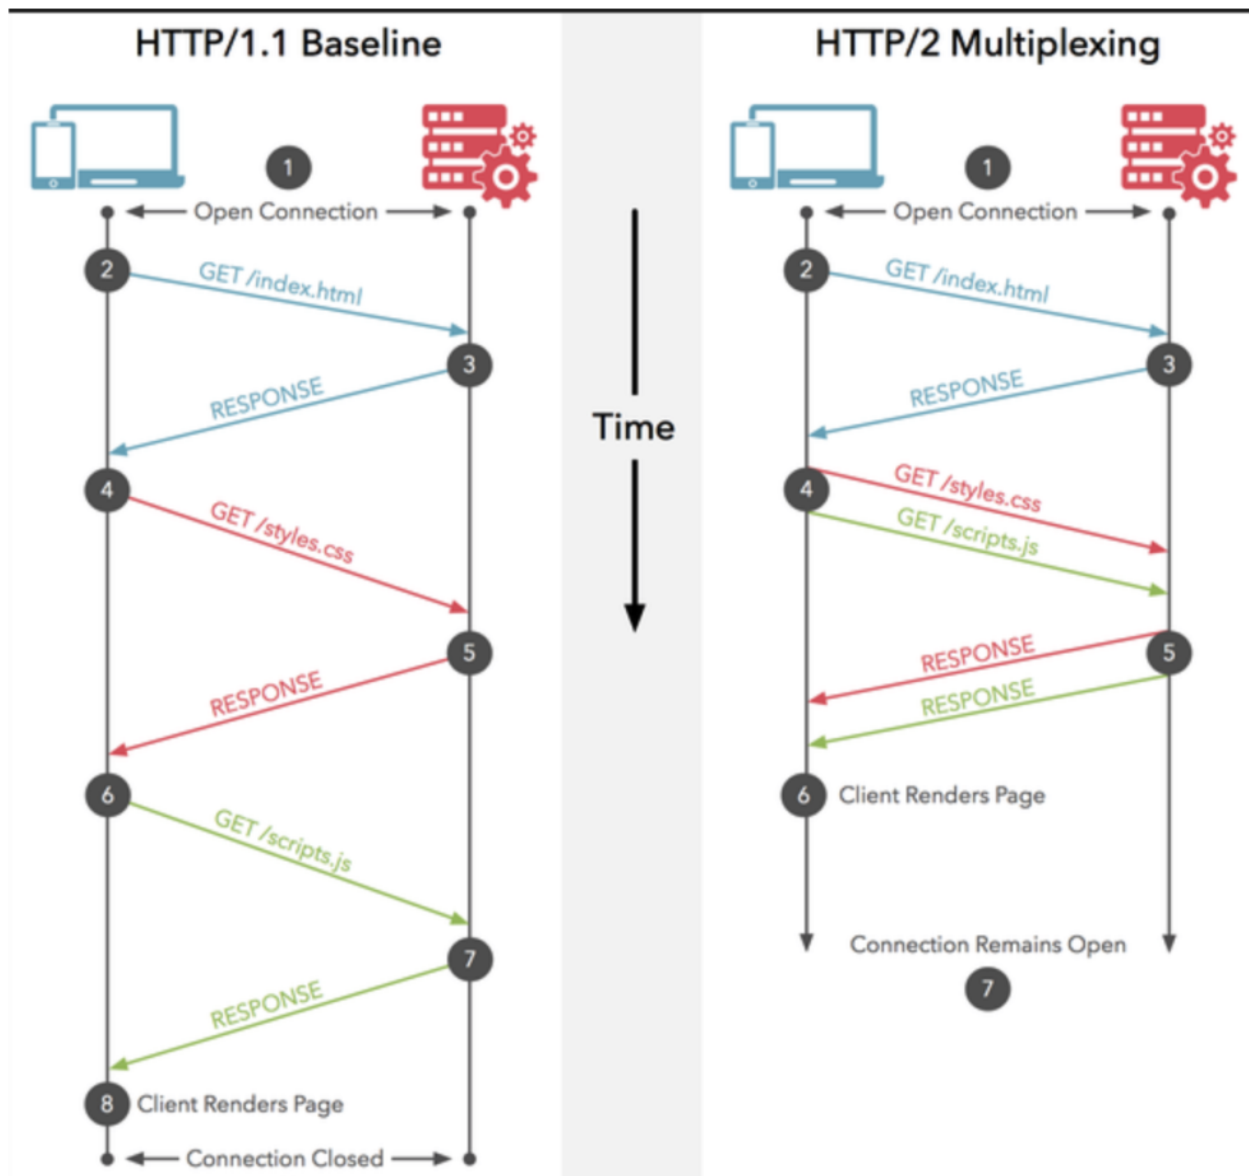 HTTP/1.1 Baseline
1
Open Connection
2
GET /index.html
3
RESPONSE
4
GET /styles.css
5
RESPONSE
6
GET /scripts.js
7
RESPONSE
8 Client Renders Page
Connection Closed
Time
HTTP/2 Multiplexing
1
Open Connection
2
GET /index.html
3
RESPONSE
4
GET /styles.css
GET /scripts.js
5
RESPONSE
RESPONSE
6 Client Renders Page
Connection Remains Open
7